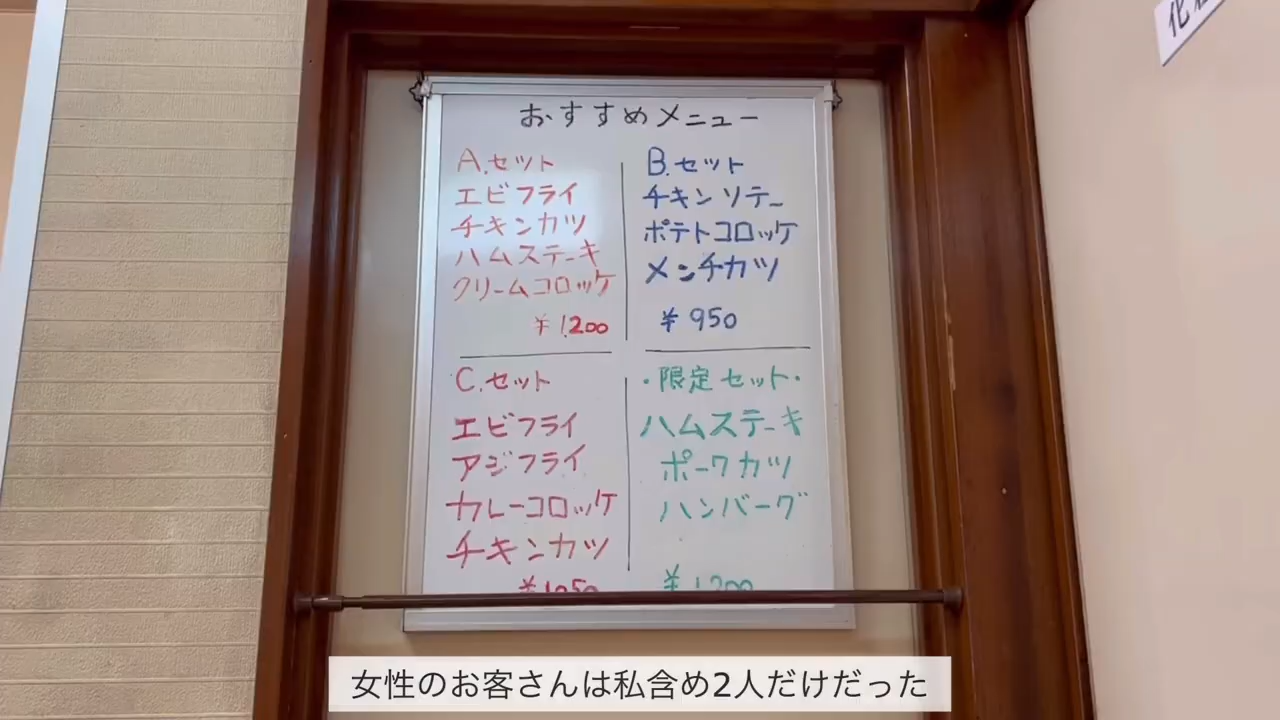 おすすめメニュー
A.セット
エビフライ
チキンカツ
ハムステーキ
クリームコロッケ
¥1,200
B.セット
チキンソテー
ポテトコロッケ
メンチカツ
¥950
C.セット
エビフライ
アジフライ
カレーコロッケ
チキンカツ
¥1050
・限定セット・
ハムステーキ
ポークカツ
ハンバーグ
¥1,200
化
女性のお客さんは私含め2人だけだった